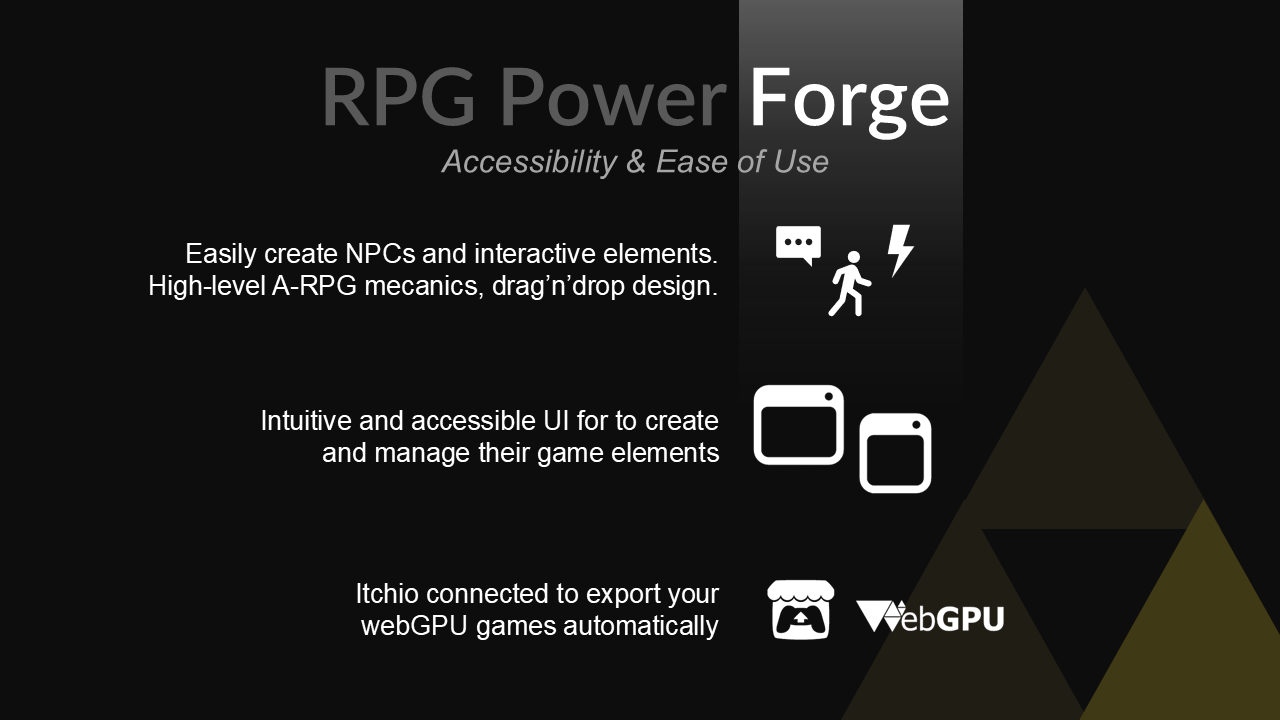 RPG Power Forge
Accessibility & Ease of Use
Easily create NPCs and interactive elements.
High-level A-RPG mecanics, drag’n’drop design.
Intuitive and accessible UI for to create
and manage their game elements
Itchio connected to export your
webGPU games automatically
WebGPU